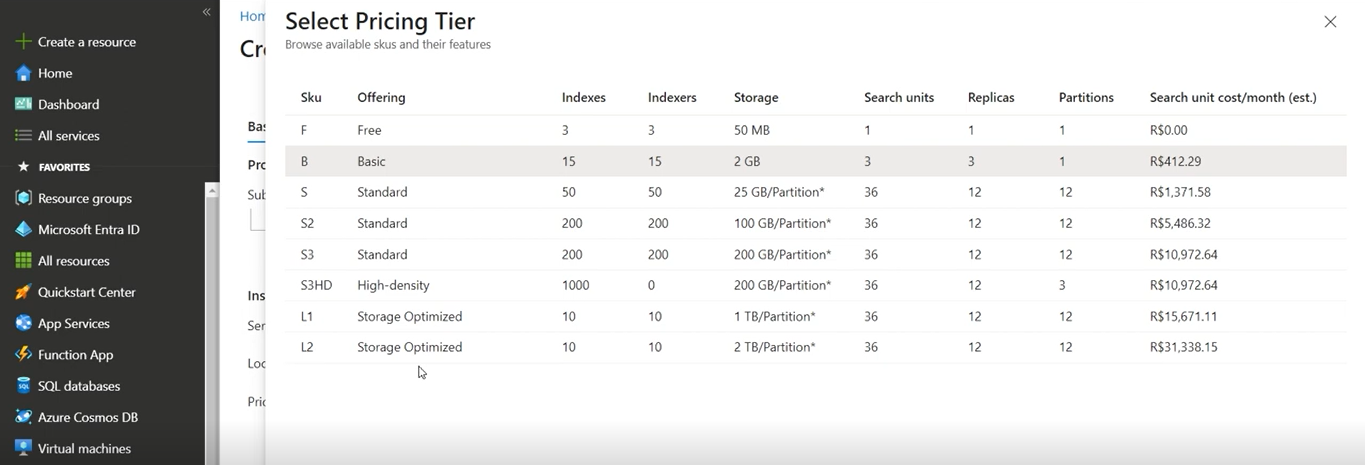 «
Create a resource
Home
Dashboard
All services
FAVORITES
Resource groups
Microsoft Entra ID
All resources
Quickstart Center
App Services
Function App
SQL databases
Azure Cosmos DB
Virtual machines
Hom
Cre
Bas
Pro
Sub
Ins
Ser
Loc
Pric
Select Pricing Tier
Browse available skus and their features
Sku Offering Indexes Indexers Storage Search units Replicas Partitions Search unit cost/month (est.)
F Free 3 3 50 MB 1 1 1 R$0.00
B Basic 15 15 2 GB 3 3 1 R$412.29
S Standard 50 50 25 GB/Partition* 36 12 12 R$1,371.58
S2 Standard 200 200 100 GB/Partition* 36 12 12 R$5,486.32
S3 Standard 200 200 200 GB/Partition* 36 12 12 R$10,972.64
S3HD High-density 1000 0 200 GB/Partition* 36 12 3 R$10,972.64
L1 Storage Optimized 10 10 1 TB/Partition* 36 12 12 R$15,671.11
L2 Storage Optimized 10 10 2 TB/Partition* 36 12 12 R$31,338.15